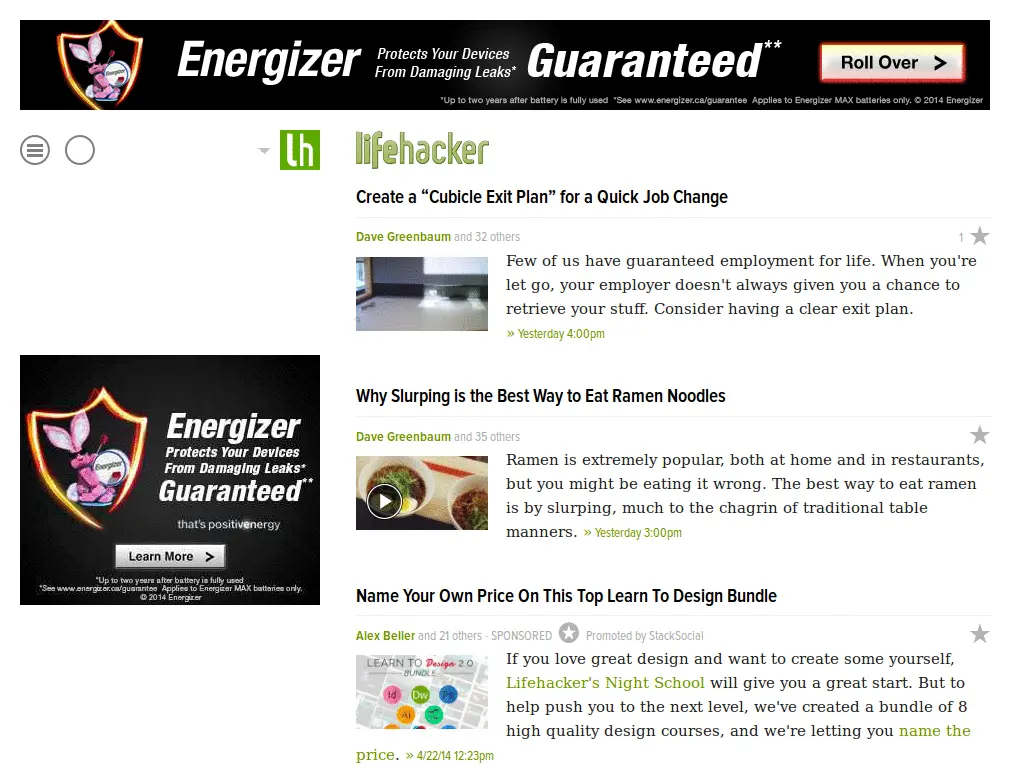 Energizer Protects Your Devices From Damaging Leaks* Guaranteed** Roll Over >
*Up to two years after battery is fully used *See www.energizer.ca/guarantee Applies to Energizer MAX batteries only. © 2014 Energizer
lh
lifehacker
Create a “Cubicle Exit Plan” for a Quick Job Change
Dave Greenbaum and 32 others 1
Few of us have guaranteed employment for life. When you're
let go, your employer doesn't always given you a chance to
retrieve your stuff. Consider having a clear exit plan.
» Yesterday 4:00pm
Energizer
Protects Your Devices
From Damaging Leaks*
Guaranteed**
that's positivenergy
Learn More >
*Up to two years after battery is fully used
*See www.energizer.ca/guarantee Applies to Energizer MAX batteries only.
© 2014 Energizer
Why Slurping is the Best Way to Eat Ramen Noodles
Dave Greenbaum and 35 others
Ramen is extremely popular, both at home and in restaurants,
but you might be eating it wrong. The best way to eat ramen
is by slurping, much to the chagrin of traditional table
manners. » Yesterday 3:00pm
Name Your Own Price On This Top Learn To Design Bundle
Alex Belier and 21 others · SPONSORED Promoted by StackSocial
LEARN TO Design 2.0
BUNDLE
Id Dw Ps
Ai
If you love great design and want to create some yourself,
Lifehacker's Night School will give you a great start. But to
help push you to the next level, we've created a bundle of 8
high quality design courses, and we're letting you name the
price. » 4/22/14 12:23pm